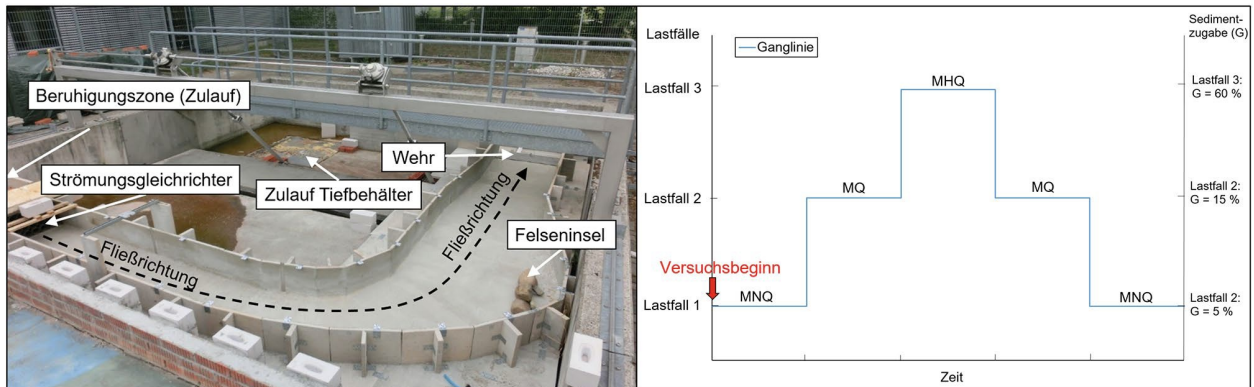 Beruhigungszone (Zulauf)
Strömungsgleichrichter
Wehr
Zulauf Tiefbehälter
Felseninsel
Fließrichtung
Fließrichtung
Lastfälle
Ganglinie
Sediment-
zugabe (G)
Lastfall 3
MHQ
Lastfall 3:
G = 60 %
Lastfall 2
MQ
MQ
Lastfall 2:
G = 15 %
Versuchsbeginn
Lastfall 1
MNQ
MNQ
Lastfall 2:
G = 5 %
Zeit